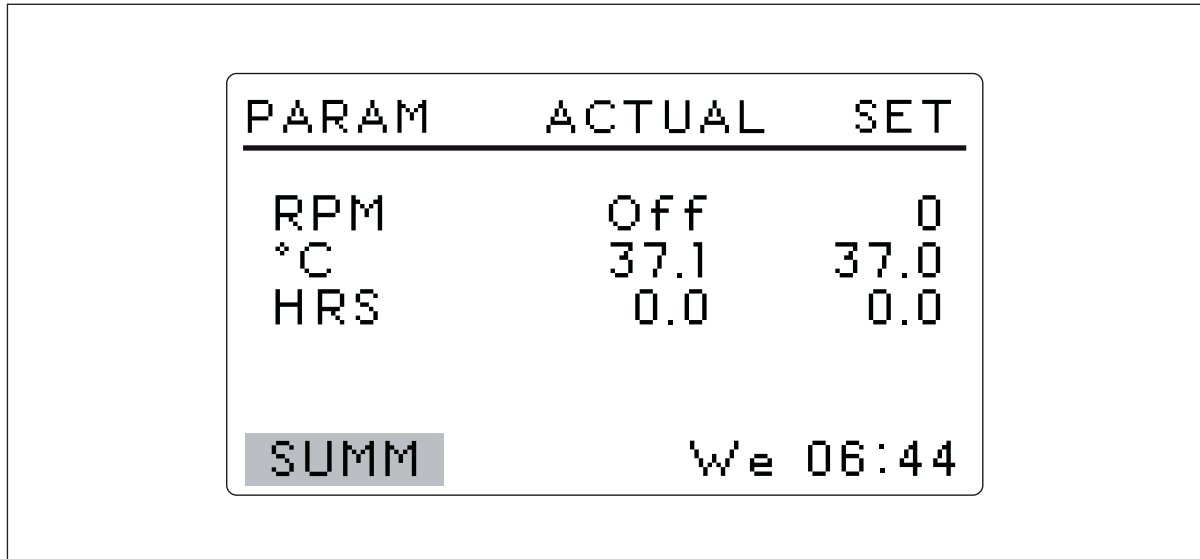 PARAM ACTUAL SET
RPM Off 0
°C 37.1 37.0
HRS 0.0 0.0
SUMM We 06:44